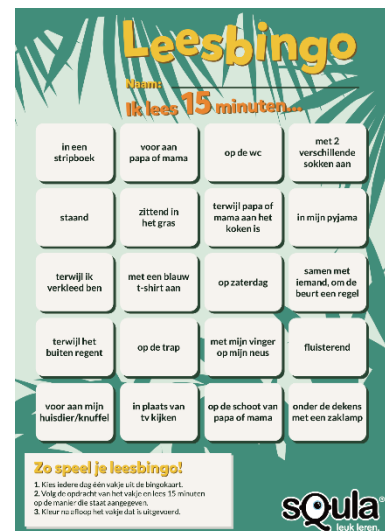 Leesbingo
Naam:
Ik lees 15 minuten...
in een
stripboek
voor aan
papa of mama
op de wc
met 2
verschillende
sokken aan
staand
zittend in
het gras
terwijl papa of
mama aan het
koken is
in mijn pyjama
terwijl ik
verkleed ben
met een blauw
t-shirt aan
op zaterdag
samen met
iemand, om de
beurt een regel
terwijl het
buiten regent
op de trap
met mijn vinger
op mijn neus
fluisterend
voor aan mijn
huisdier/knuffel
in plaats van
tv kijken
op de schoot van
papa of mama
onder de dekens
met een zaklamp
Zo speel je leesbingo!
1. Kies iedere dag één vakje uit de bingokaart.
2. Volg de opdracht van het vakje en lees 15 minuten
op de manier die staat aangegeven.
3. Kleur na afloop het vakje dat is uitgevoerd.
sQula®
leuk leren.